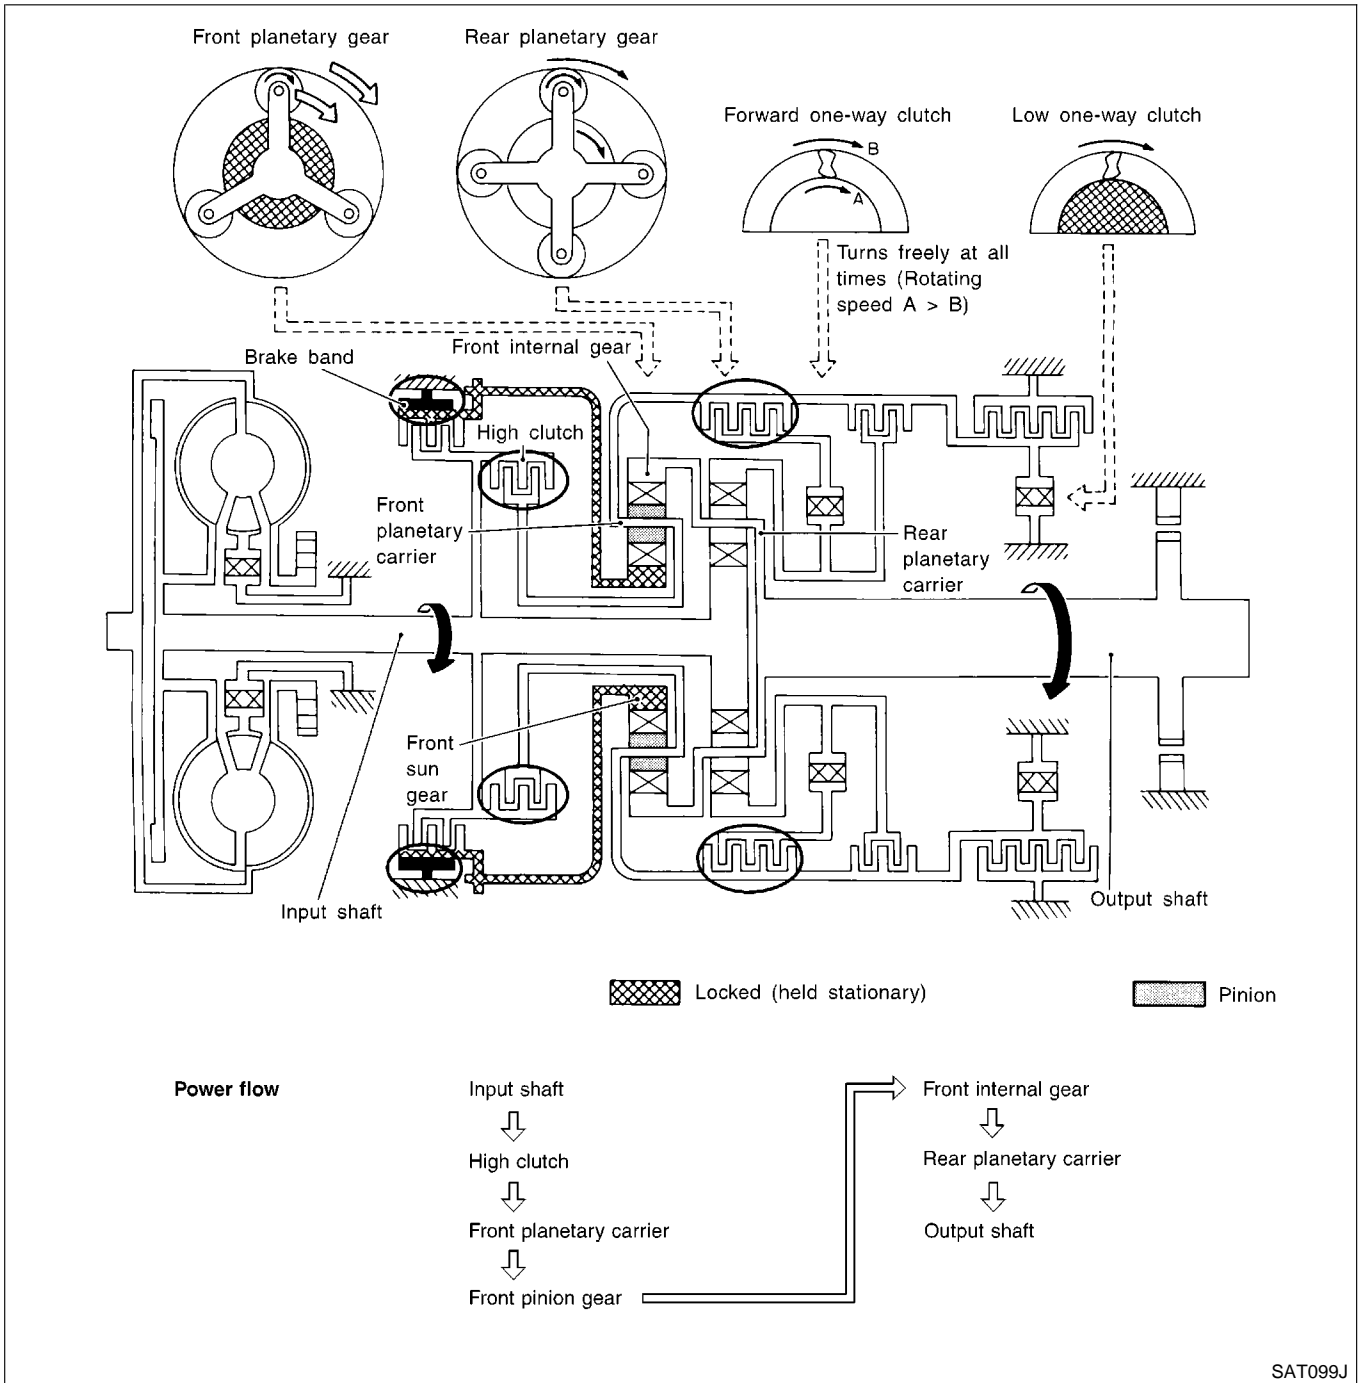 Front planetary gear
Rear planetary gear
Forward one-way clutch
Low one-way clutch
B
A
Turns freely at all
times (Rotating
speed A > B)
Front internal gear
Brake band
High clutch
Front
planetary
carrier
Rear
planetary
carrier
Front
sun
gear
Input shaft
Output shaft
Locked (held stationary)
Pinion
Power flow
Input shaft
High clutch
Front planetary carrier
Front pinion gear
Front internal gear
Rear planetary carrier
Output shaft
SAT099J